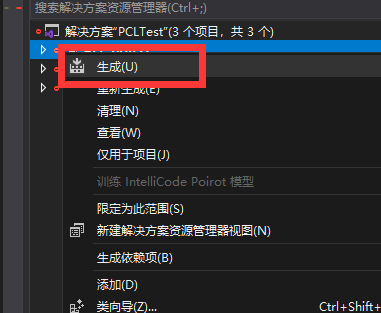 搜索解决方案资源管理器(Ctrl+;)
解决方案“PCLTest”(3 个项目，共 3 个)
生成(U)
重新生成(E)
清理(N)
查看(W)
仅用于项目(J)
训练 IntelliCode Poirot 模型
限定为此范围(S)
新建解决方案资源管理器视图(N)
生成依赖项(B)
添加(D)
类向导(Z)... Ctrl+Shift+